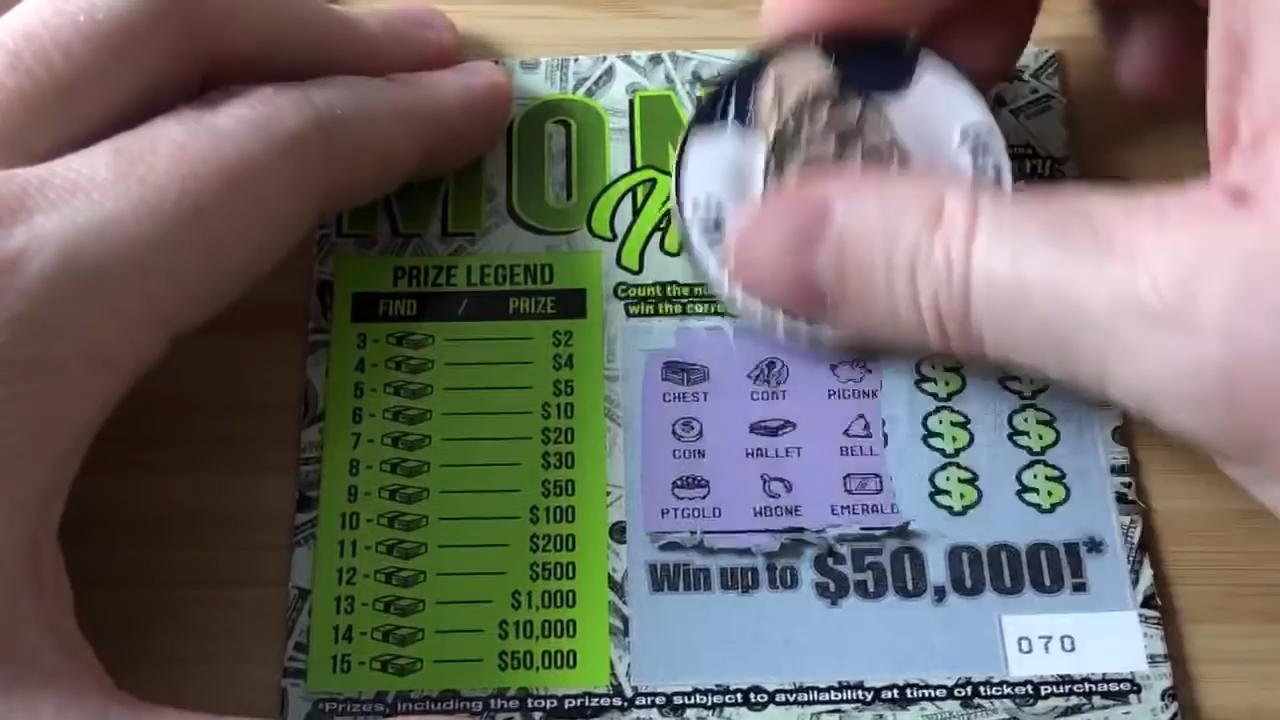 MON
PRIZE LEGEND
FIND / PRIZE
3 - $2
4 - $4
5 - $5
6 - $10
7 - $20
8 - $30
9 - $50
10 - $100
11 - $200
12 - $500
13 - $1,000
14 - $10,000
15 - $50,000
Count the
win the
CHEST COAT PIGBNK
$ $
COIN WALLET BELL
$ $
PTGOLD WBONE EMERALD
$ $
Win up to $50,000!*
070
*Prizes, including the top prizes, are subject to availability at time of ticket purchase.